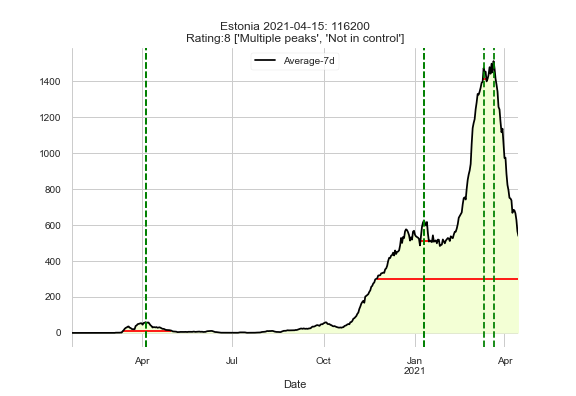 Estonia 2021-04-15: 116200
Rating:8 ['Multiple peaks', 'Not in control']
Average-7d
1400
1200
1000
800
600
400
200
0
Apr
Jul
Oct
Jan
2021
Apr
Date